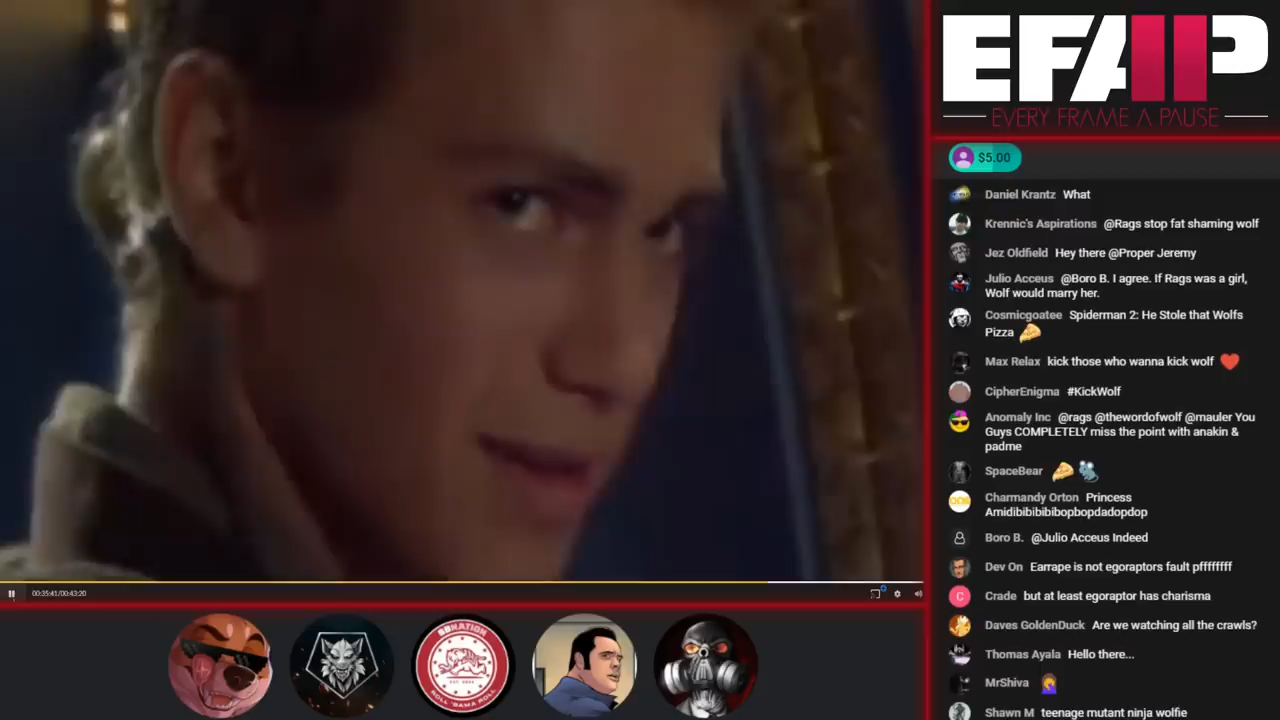 EFAP
EVERY FRAME A PAUSE
$5.00
Daniel Krantz What
Krennic's Aspirations @Rags stop fat shaming wolf
Jez Oldfield Hey there @Proper Jeremy
Julio Acceus @Boro B. I agree. If Rags was a girl,
Wolf would marry her.
Cosmicgoatee Spiderman 2: He Stole that Wolfs
Pizza 🍕
Max Relax kick those who wanna kick wolf ❤️
CipherEnigma #KickWolf
Anomaly Inc @rags @thewordofwolf @mauler You
Guys COMPLETELY miss the point with anakin &
padme
SpaceBear 🍕🐁
Charmandy Orton Princess
Amidibibibibibopbopdadopdop
Boro B. @Julio Acceus Indeed
Dev On Earrape is not egoraptors fault pffffffff
C Crade but at least egoraptor has charisma
Daves GoldenDuck Are we watching all the crawls?
Thomas Ayala Hello there...
MrShiva 🤦‍♀️
Shawn M teenage mutant ninja wolfie
00:35:41/00:43:20
BDNATION
ROLL 'BAMA ROLL